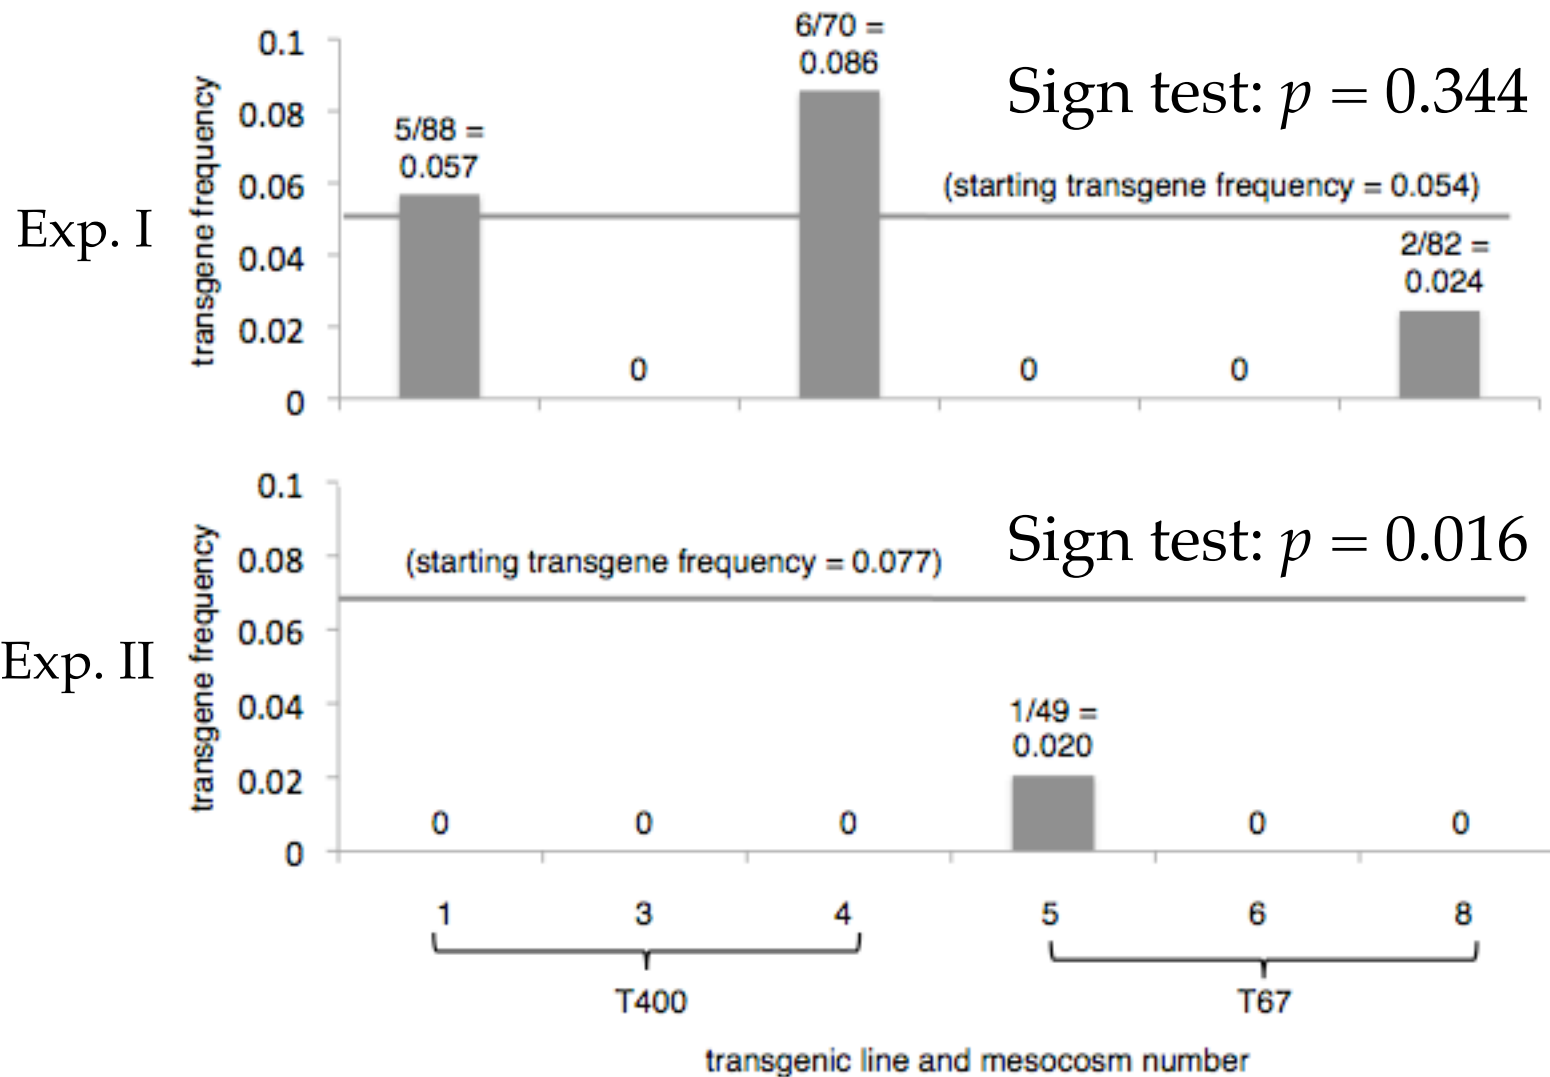 Exp. I
transgene frequency
0.1
0.08
0.06
0.04
0.02
0
5/88 =
0.057
0
6/70 =
0.086
0
0
2/82 =
0.024
Sign test: p = 0.344
(starting transgene frequency = 0.054)
Exp. II
transgene frequency
0.1
0.08
0.06
0.04
0.02
0
(starting transgene frequency = 0.077)
Sign test: p = 0.016
0
0
0
1/49 =
0.020
0
0
1 3 4 5 6 8
T400 T67
transgenic line and mesocosm number